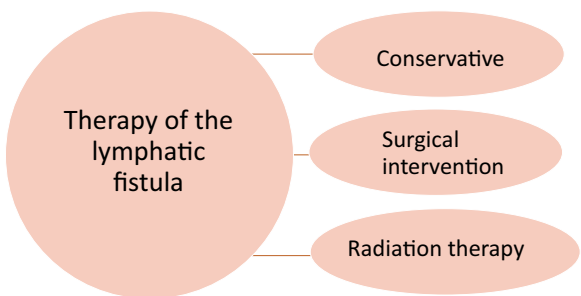 Therapy of the
lymphatic
fistula
Conservative
Surgical
intervention
Radiation therapy